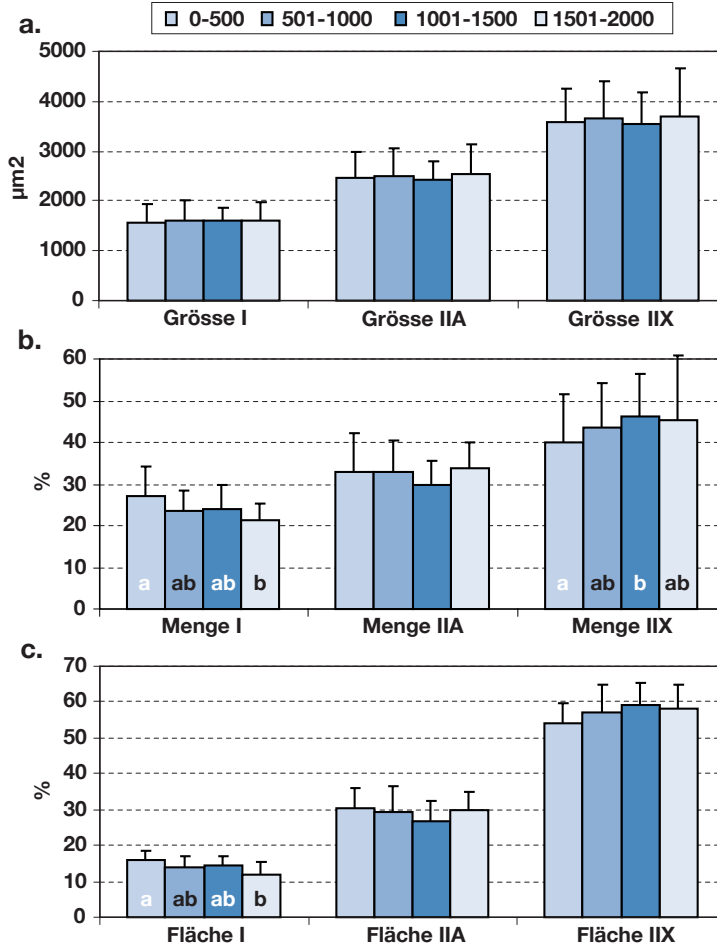 a.
0-500 501-1000 1001-1500 1501-2000
5000
4000
3000
2000
1000
0
µm2
Grösse I Grösse IIA Grösse IIX
b.
60
50
40
30
20
10
0
%
a ab ab b a ab b ab
Menge I Menge IIA Menge IIX
c.
70
60
50
40
30
20
10
0
%
a ab ab b
Fläche I Fläche IIA Fläche IIX